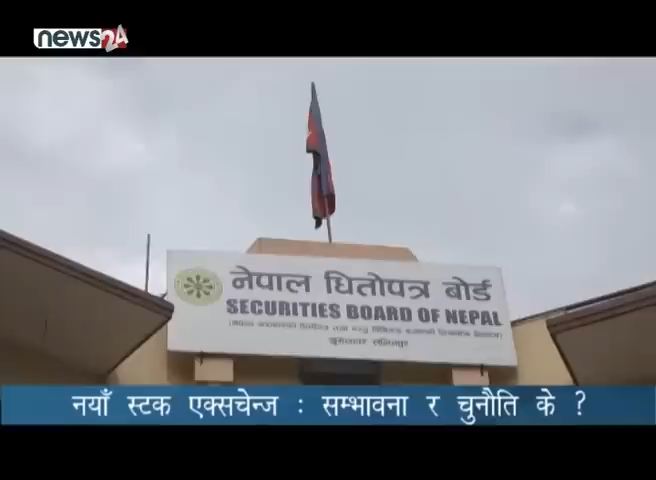 news24
नेपाल धितोपत्र बोर्ड
SECURITIES BOARD OF NEPAL
नयाँ स्टक एक्सचेन्ज : सम्भावना र चुनौति के ?